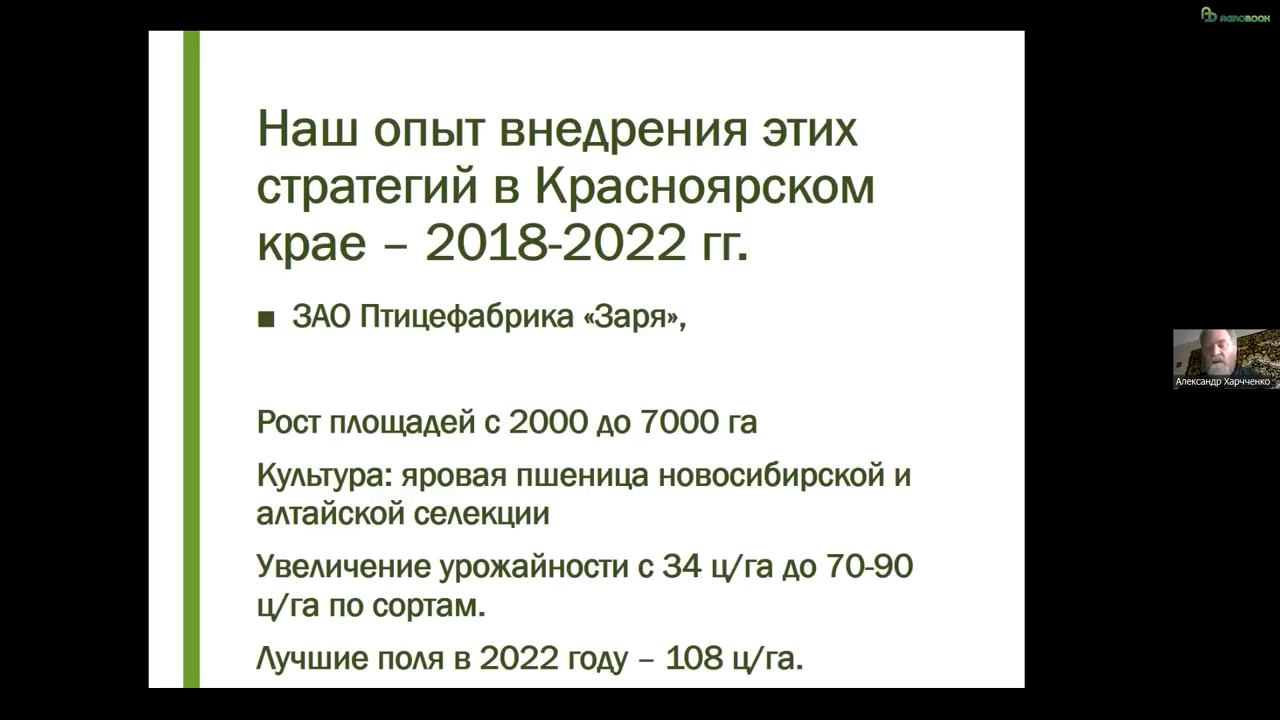 AGROBOOK
Наш опыт внедрения этих
стратегий в Красноярском
крае – 2018-2022 гг.
■ ЗАО Птицефабрика «Заря»,
Рост площадей с 2000 до 7000 га
Культура: яровая пшеница новосибирской и
алтайской селекции
Увеличение урожайности с 34 ц/га до 70-90
ц/га по сортам.
Лучшие поля в 2022 году – 108 ц/га.
Александр Харчченко